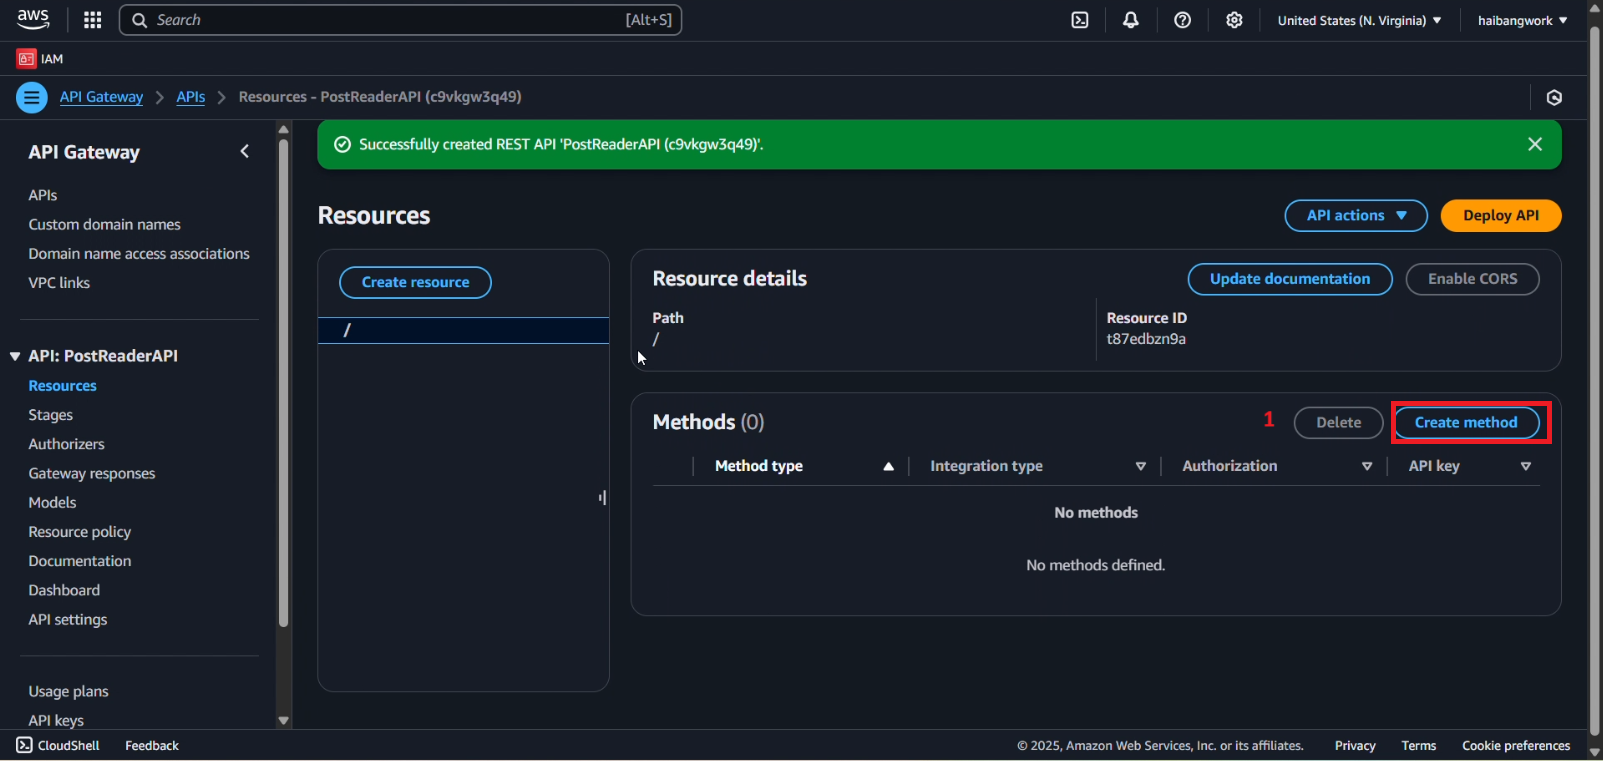 aws
Search
[Alt+S]
United States (N. Virginia)
haibangwork
IAM
API Gateway
APIs
Resources - PostReaderAPI (c9vkgw3q49)
API Gateway
APIs
Custom domain names
Domain name access associations
VPC links
API: PostReaderAPI
Resources
Stages
Authorizers
Gateway responses
Models
Resource policy
Documentation
Dashboard
API settings
Usage plans
API keys
Successfully created REST API 'PostReaderAPI (c9vkgw3q49)'.
Resources
API actions
Deploy API
Create resource
/
Resource details
Update documentation
Enable CORS
Path
/
Resource ID
t87edbzn9a
Methods (0)
1
Delete
Create method
Method type
Integration type
Authorization
API key
No methods
No methods defined.
CloudShell
Feedback
© 2025, Amazon Web Services, Inc. or its affiliates.
Privacy
Terms
Cookie preferences